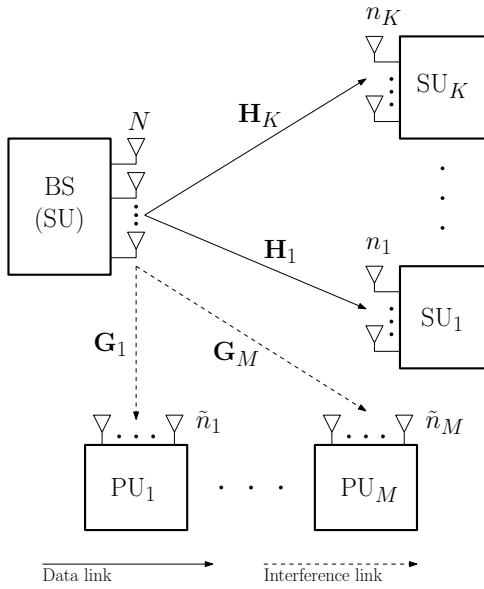 n_K
SU_K
N
H_K
BS
(SU)
n_1
H_1
SU_1
G_1
G_M
ñ_1
ñ_M
PU_1
PU_M
Data link
Interference link